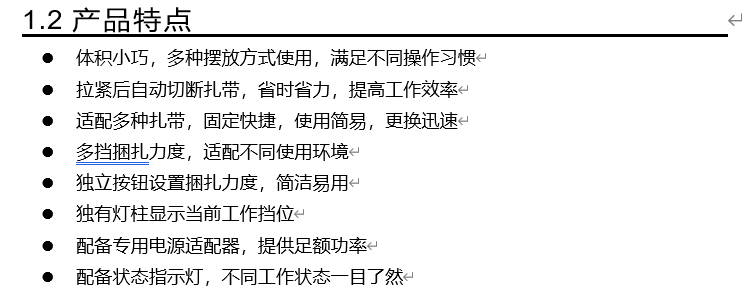 1.2 产品特点
● 体积小巧，多种摆放方式使用，满足不同操作习惯
● 拉紧后自动切断扎带，省时省力，提高工作效率
● 适配多种扎带，固定快捷，使用简易，更换迅速
● 多挡捆扎力度，适配不同使用环境
● 独立按钮设置捆扎力度，简洁易用
● 独有灯柱显示当前工作挡位
● 配备专用电源适配器，提供足额功率
● 配备状态指示灯，不同工作状态一目了然